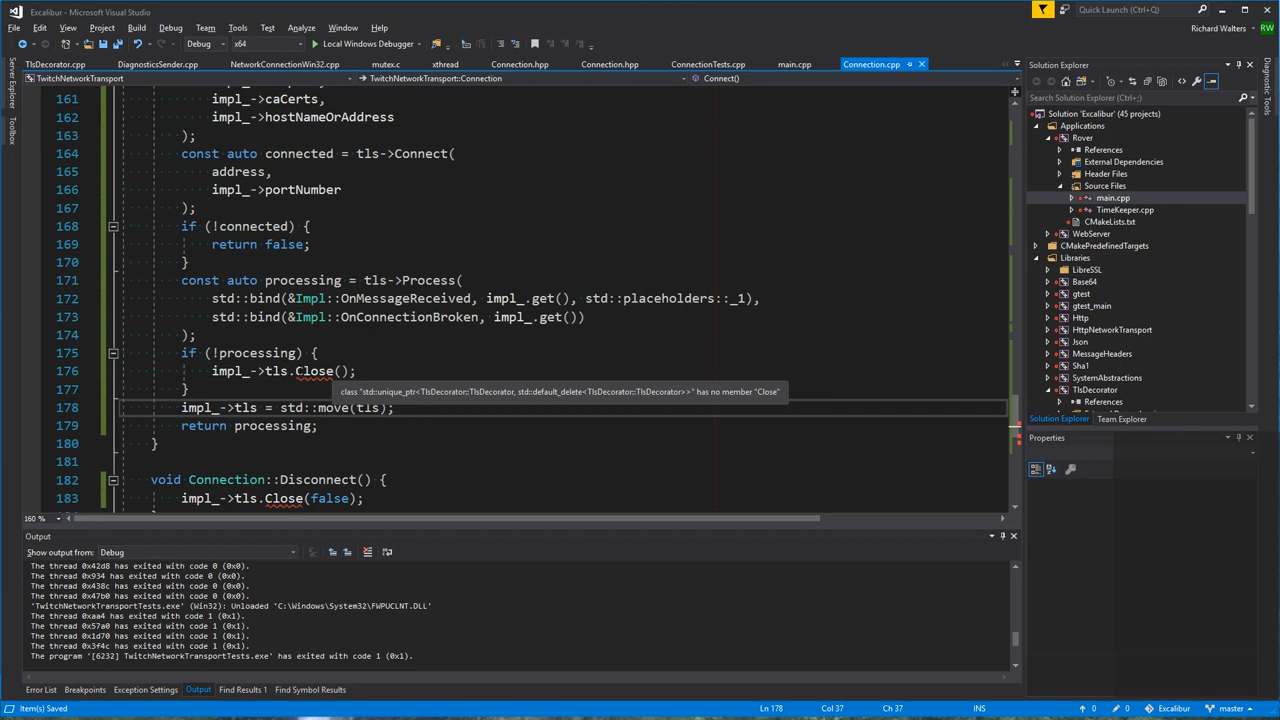 Excalibur - Microsoft Visual Studio
Quick Launch (Ctrl+Q)
File Edit View Project Build Debug Team Tools Test Analyze Window Help
Richard Walters RW
Debug x64 Local Windows Debugger
TlsDecorator.cpp DiagnosticsSender.cpp NetworkConnectionWin32.cpp mutex.c xthread Connection.hpp Connection.hpp ConnectionTests.cpp main.cpp Connection.cpp
TwitchNetworkTransport TwitchNetworkTransport::Connection Connect()
Server Explorer
Toolbox
161 impl_->caCerts,
162 impl_->hostNameOrAddress
163 );
164 const auto connected = tls->Connect(
165 address,
166 impl_->portNumber
167 );
168 if (!connected) {
169 return false;
170 }
171 const auto processing = tls->Process(
172 std::bind(&Impl::OnMessageReceived, impl_.get(), std::placeholders::_1),
173 std::bind(&Impl::OnConnectionBroken, impl_.get())
174 );
175 if (!processing) {
176 impl_->tls.Close();
177 }
class "std::unique_ptr<TlsDecorator::TlsDecorator, std::default_delete<TlsDecorator::TlsDecorator>>" has no member "Close"
178 impl_->tls = std::move(tls);
179 return processing;
180 }
181
182 void Connection::Disconnect() {
183 impl_->tls.Close(false);
160 %
Output
Show output from: Debug
The thread 0x42d8 has exited with code 0 (0x0).
The thread 0x934 has exited with code 0 (0x0).
The thread 0x438c has exited with code 0 (0x0).
The thread 0x47b0 has exited with code 0 (0x0).
'TwitchNetworkTransportTests.exe' (Win32): Unloaded 'C:\Windows\System32\FWPUCLNT.DLL'
The thread 0xaa4 has exited with code 1 (0x1).
The thread 0x57a0 has exited with code 1 (0x1).
The thread 0x1d70 has exited with code 1 (0x1).
The thread 0x3f4c has exited with code 1 (0x1).
The program '[6232] TwitchNetworkTransportTests.exe' has exited with code 1 (0x1).
Error List Breakpoints Exception Settings Output Find Results 1 Find Symbol Results
Solution Explorer
Search Solution Explorer (Ctrl+;)
Solution 'Excalibur' (45 projects)
Applications
Rover
References
External Dependencies
Header Files
Source Files
main.cpp
TimeKeeper.cpp
CMakeLists.txt
WebServer
CMakePredefinedTargets
Libraries
LibreSSL
Base64
gtest
gtest_main
Http
HttpNetworkTransport
Json
MessageHeaders
Sha1
SystemAbstractions
TlsDecorator
Solution Explorer Team Explorer
Properties
Diagnostic Tools
Item(s) Saved Ln 178 Col 37 Ch 37 INS 0 0 Excalibur master